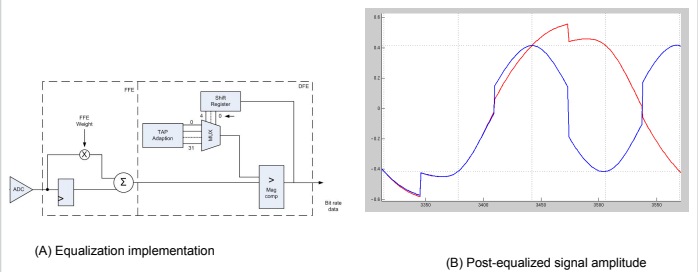 FFE
DFE
Shift
Register
FFE
Weight
4
0
0
TAP
Adaption
MUX
31
X
Σ
ADC
>
>
Mag
comp
Bit rate
data
(A) Equalization implementation
0.6
0.4
0.2
0
-0.4
-0.6
3350
3400
3450
3500
3550
(B) Post-equalized signal amplitude